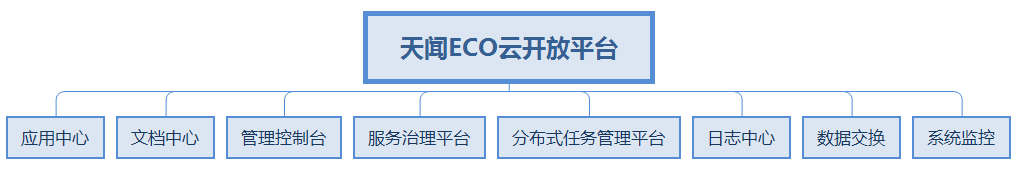 天闻ECO云开放平台
应用中心
文档中心
管理控制台
服务治理平台
分布式任务管理平台
日志中心
数据交换
系统监控